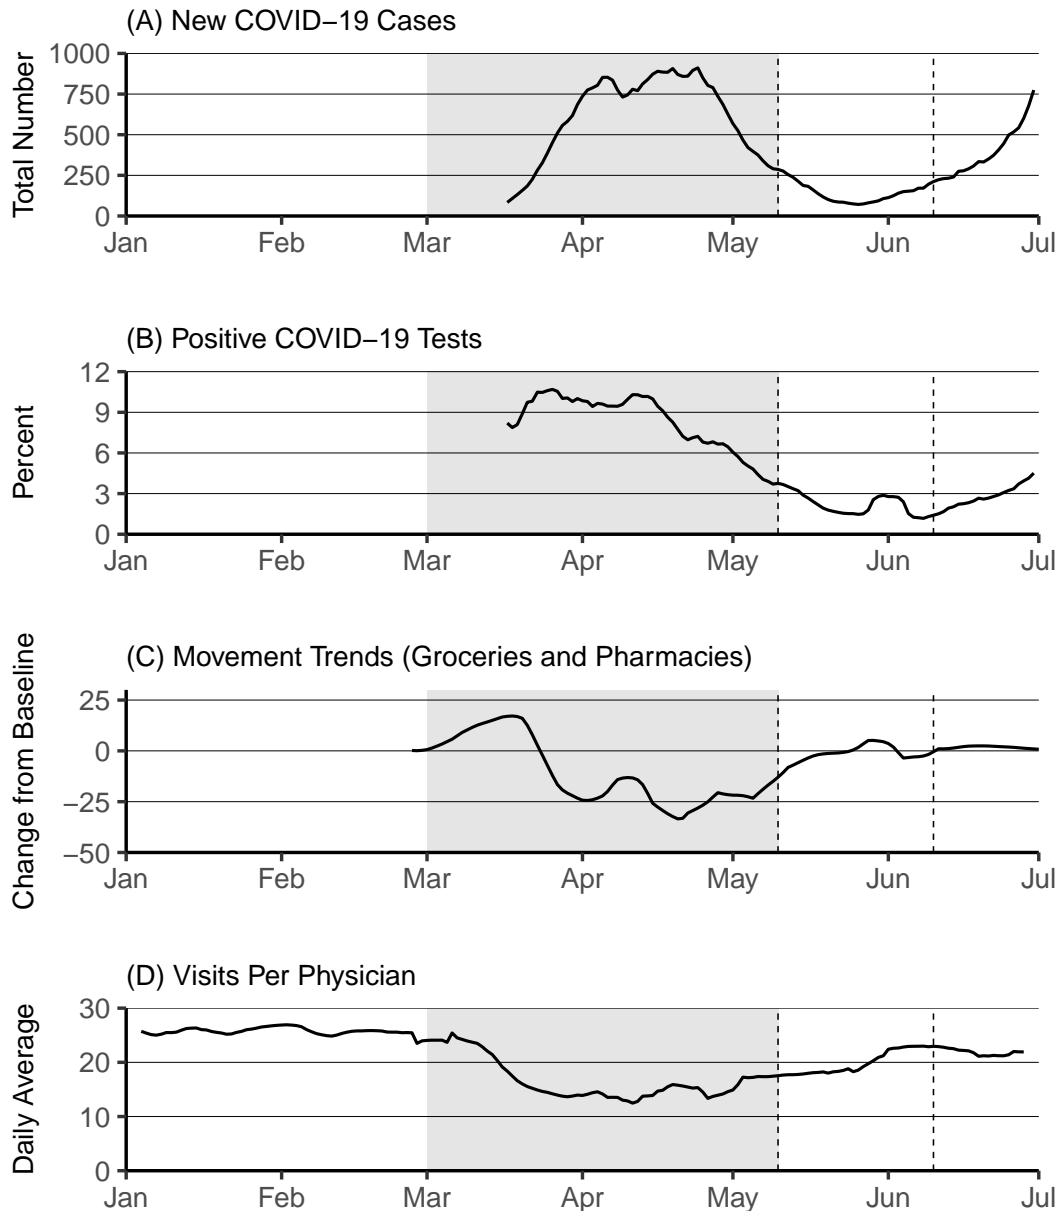 (A) New COVID−19 Cases
Total Number
1000
750
500
250
0
Jan Feb Mar Apr May Jun Jul
(B) Positive COVID−19 Tests
Percent
12
9
6
3
0
Jan Feb Mar Apr May Jun Jul
(C) Movement Trends (Groceries and Pharmacies)
Change from Baseline
25
0
−25
−50
Jan Feb Mar Apr May Jun Jul
(D) Visits Per Physician
Daily Average
30
20
10
0
Jan Feb Mar Apr May Jun Jul